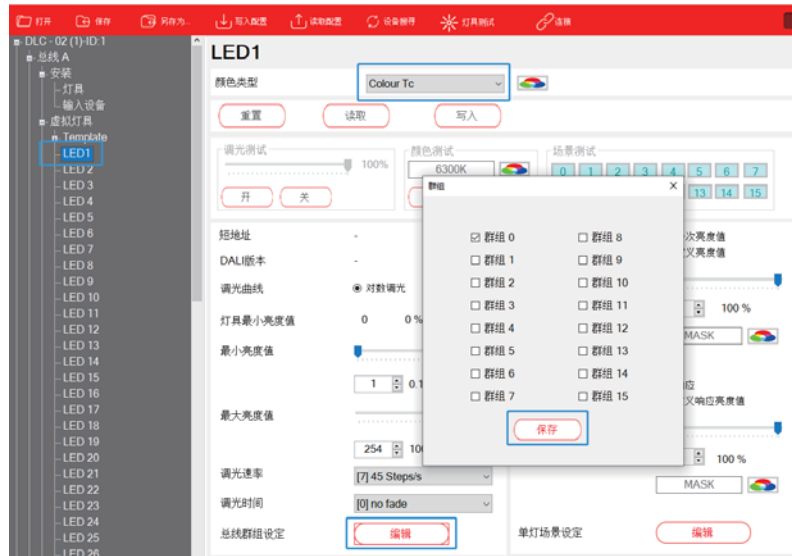 打开 保存 另存为... 写入配置 读取配置 设备搜寻 灯具测试 连接
DLC - 02 (1)-ID:1
总线 A
安装
灯具
输入设备
虚拟灯具
Template
LED1
LED 2
LED 3
LED 4
LED 5
LED 6
LED 7
LED 8
LED 9
LED 10
LED 11
LED 12
LED 13
LED 14
LED 15
LED 16
LED 17
LED 18
LED 19
LED 20
LED 21
LED 22
LED 23
LED 24
LED 25
LED 26
LED1
颜色类型 Colour Tc
重置 读取 写入
调光测试 颜色测试 场景测试
100% 6300K 0 1 2 3 4 5 6 7
开 关 13 14 15
群组 X
群组 0 群组 8
群组 1 群组 9
群组 2 群组 10
群组 3 群组 11
群组 4 群组 12
群组 5 群组 13
群组 6 群组 14
群组 7 群组 15
保存
短地址 -
DALI版本 -
调光曲线 对数调光
灯具最小亮度值 0 0 %
最小亮度值
1 0.1
最大亮度值
254 100
调光速率 [7] 45 Steps/s
调光时间 [0] no fade
总线群组设定 编辑
次亮度值
义亮度值
100 %
MASK
应
义响应亮度值
100 %
MASK
单灯场景设定 编辑